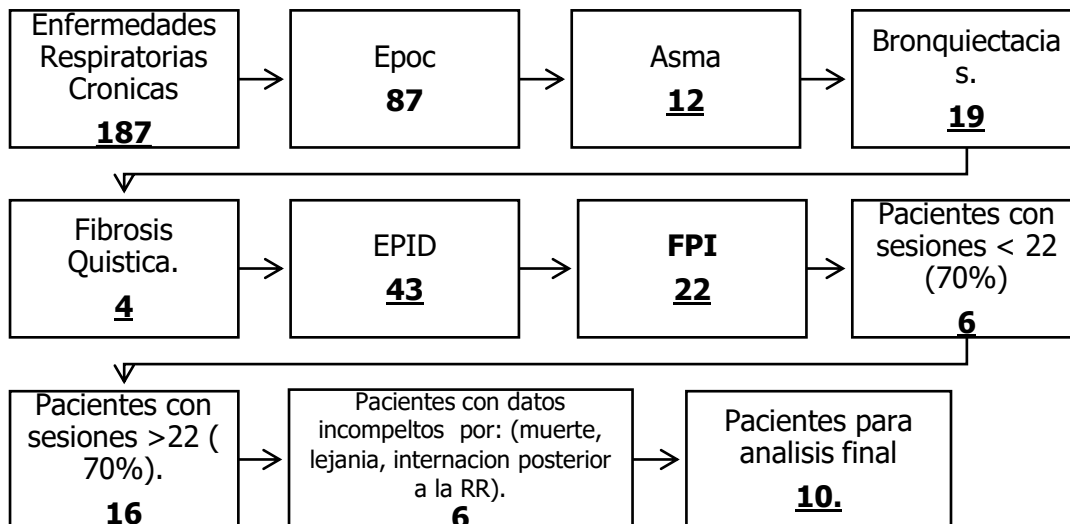 Enfermedades
Respiratorias
Cronicas
187
Epoc
87
Asma
12
Bronquiectacia
s.
19
Fibrosis
Quistica.
4
EPID
43
FPI
22
Pacientes con
sesiones < 22
(70%)
6
Pacientes con
sesiones >22 (
70%).
16
Pacientes con datos
incompeltos por: (muerte,
lejania, internacion posterior
a la RR).
6
Pacientes para
analisis final
10.